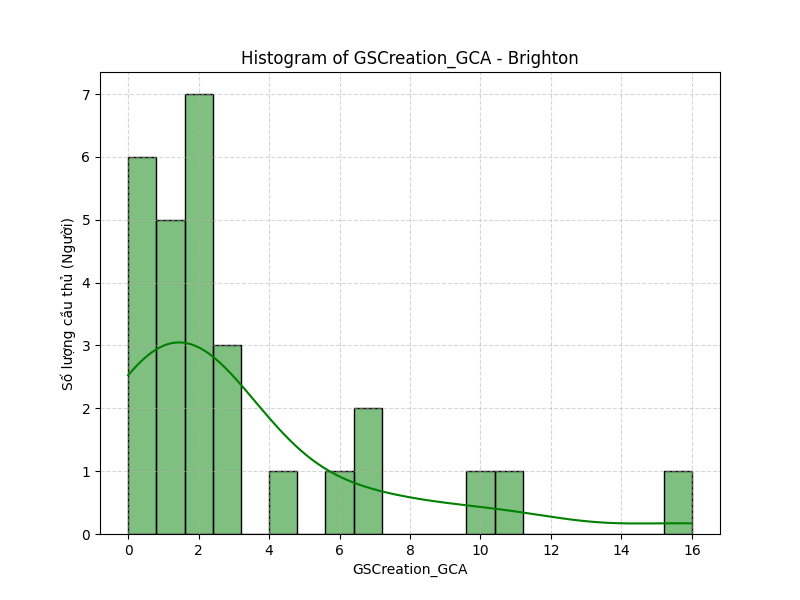 Histogram of GSCreation_GCA - Brighton
Số lượng cầu thủ (Người)
7
6
5
4
3
2
1
0
0 2 4 6 8 10 12 14 16
GSCreation_GCA